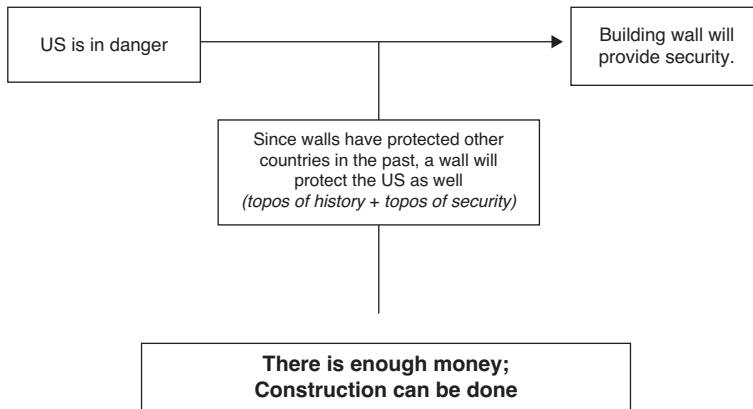 US is in danger
Building wall will
provide security.
Since walls have protected other
countries in the past, a wall will
protect the US as well
(topos of history + topos of security)
There is enough money;
Construction can be done